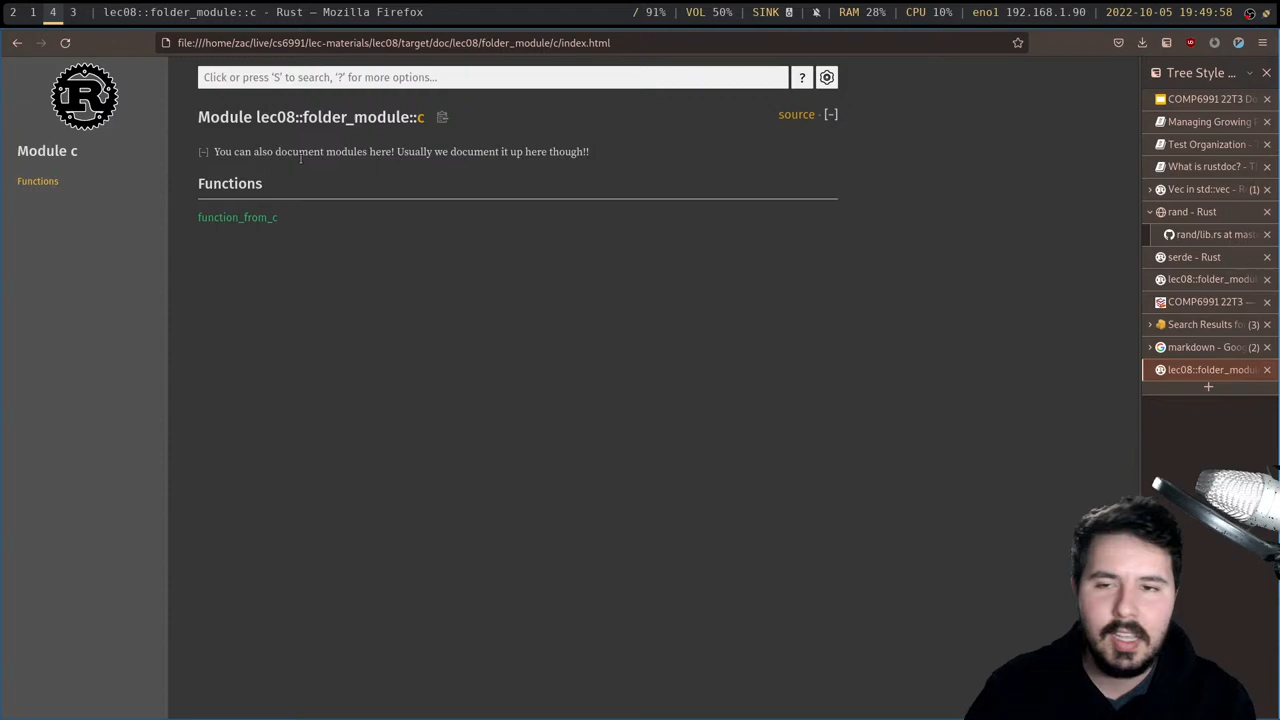 2 1 4 3 | lec08::folder_module::c - Rust — Mozilla Firefox
/ 91% | VOL 50% | SINK | RAM 28% | CPU 10% | eno1 192.168.1.90 | 2022-10-05 19:49:58
file:///home/zac/live/cs6991/lec-materials/lec08/target/doc/lec08/folder_module/c/index.html
Module c
Functions
Click or press ‘S’ to search, ‘?’ for more options...
?
Module lec08::folder_module::c
source · [−]
[−] You can also document modules here! Usually we document it up here though!!
Functions
function_from_c
Tree Style ...
COMP6991 22T3 Do
Managing Growing
Test Organization -
What is rustdoc? - Th
Vec in std::vec - R (1)
rand - Rust
rand/lib.rs at mas
serde - Rust
lec08::folder_modu
COMP6991 22T3 —
Search Results fo (3)
markdown - Goo (2)
lec08::folder_modu